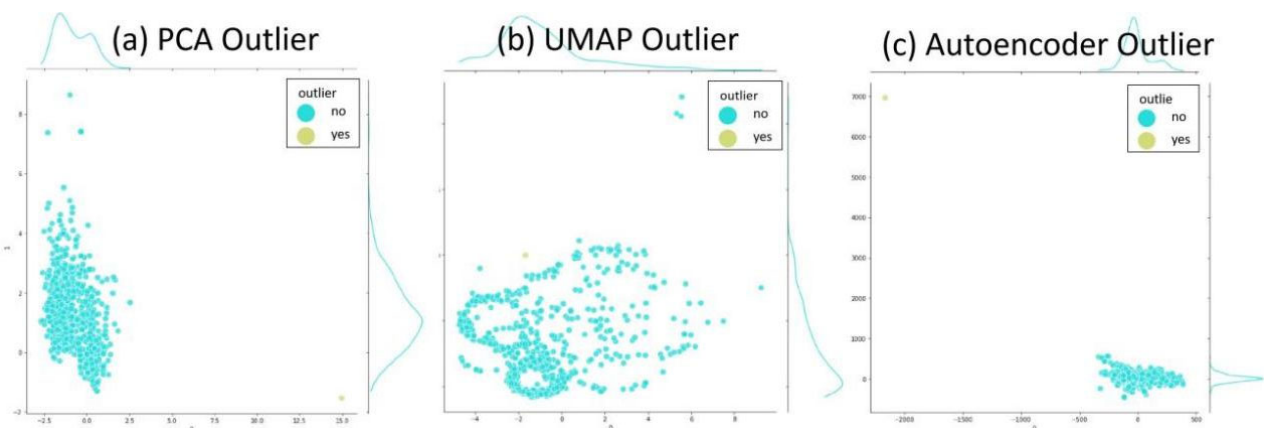 (a) PCA Outlier
(b) UMAP Outlier
(c) Autoencoder Outlier
outlier
no
yes
8
6
4
2
0
−2
−2.5
0.0
2.5
5.0
7.5
10.0
12.5
15.0
outlier
no
yes
−4
−2
0
2
4
6
8
outlie
no
yes
7000
6000
5000
4000
3000
2000
1000
0
−2000
−1500
−1000
−500
0
500